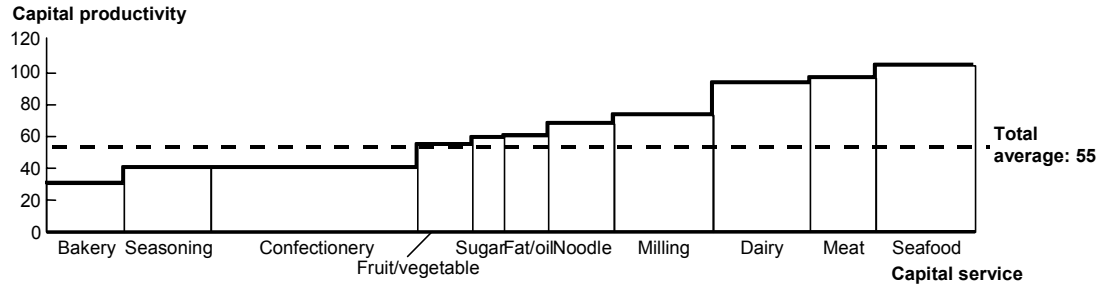 Capital productivity
120
100
80
60
40
20
0
Total
average: 55
Bakery Seasoning Confectionery Fruit/vegetable Sugar Fat/oil Noodle Milling Dairy Meat Seafood
Capital service